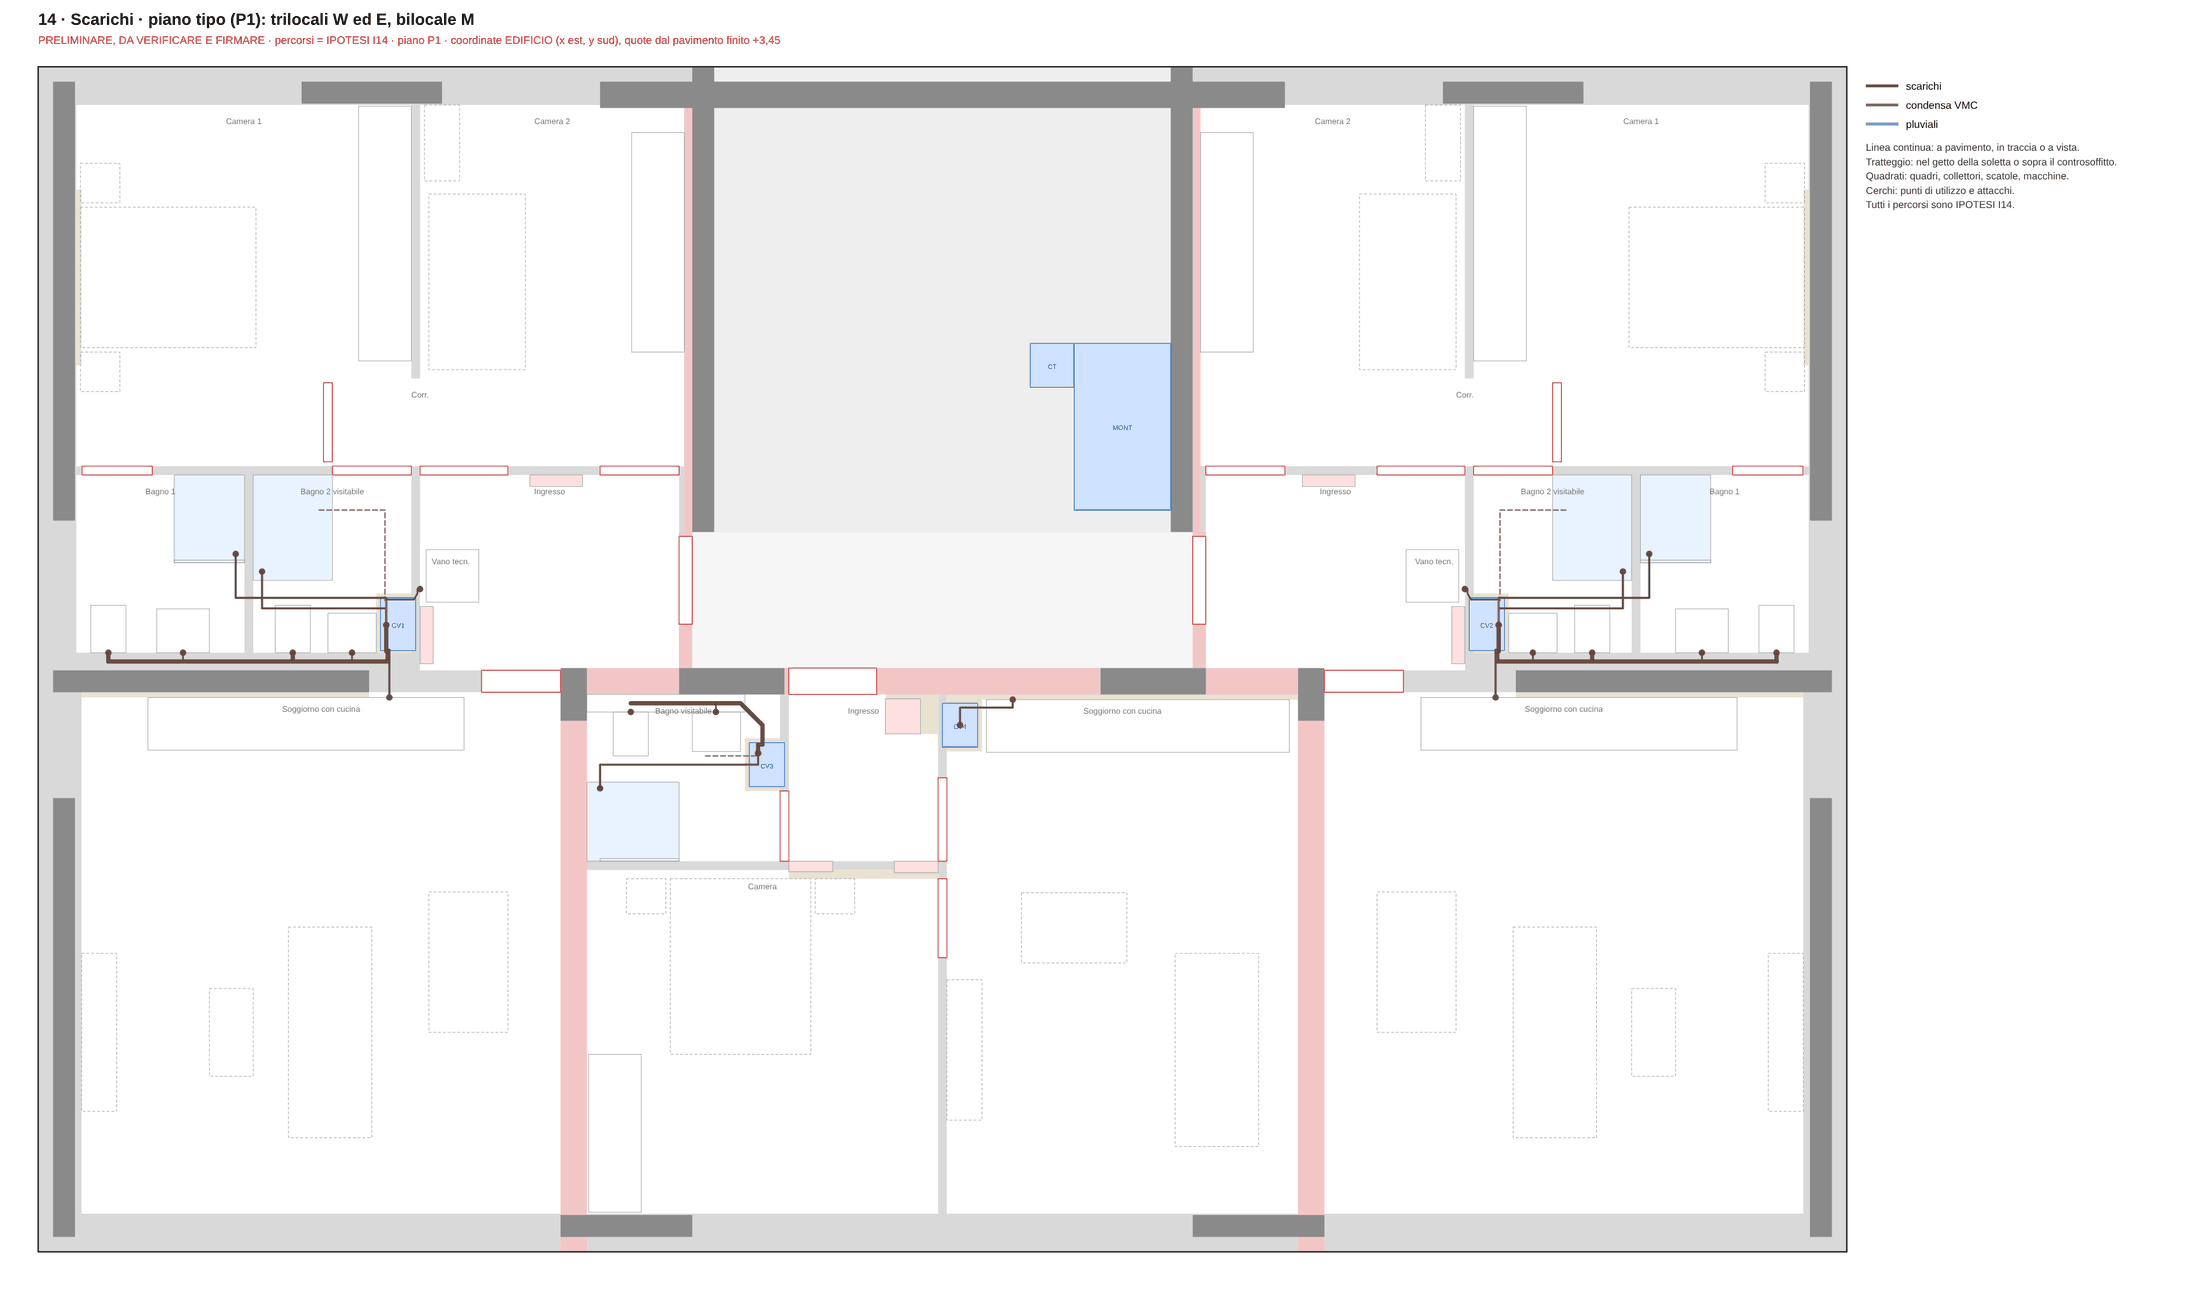 14 · Scarichi · piano tipo (P1): trilocali W ed E, bilocale M
PRELIMINARE, DA VERIFICARE E FIRMARE · percorsi = IPOTESI I14 · piano P1 · coordinate EDIFICIO (x est, y sud), quote dal pavimento finito +3,45
scarichi
condensa VMC
pluviali
Linea continua: a pavimento, in traccia o a vista.
Tratteggio: nel getto della soletta o sopra il controsoffitto.
Quadrati: quadri, collettori, scatole, macchine.
Cerchi: punti di utilizzo e attacchi.
Tutti i percorsi sono IPOTESI I14.
Camera 1
Camera 2
Camera 2
Camera 1
CT
MONT
Corr.
Corr.
Bagno 1
Bagno 2 visitabile
Ingresso
Ingresso
Bagno 2 visitabile
Bagno 1
Vano tecn.
Vano tecn.
CV1
CV2
Soggiorno con cucina
Bagno visitabile
Ingresso
Soggiorno con cucina
Soggiorno con cucina
CV3
Camera